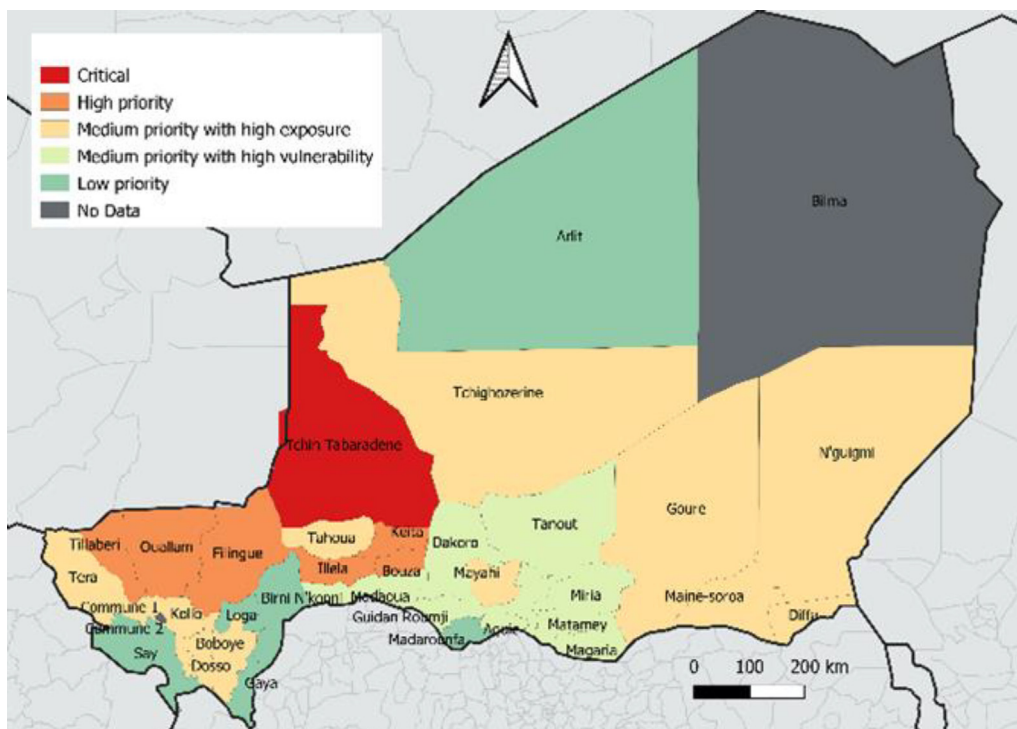 Critical
High priority
Medium priority with high exposure
Medium priority with high vulnerability
Low priority
No Data
Bilma
Arlit
Tchighozerine
Tchin Tabaradene
N'guigmi
Goure
Tanout
Tillaberi
Ouallam
Filingue
Tuhoua
Keita
Dakoro
Tera
Illela
Bouza
Mayahi
Birni N'konni
Madaoua
Miria
Maine-soroa
Diffa
Commune 1
Kollo
Loga
Guidan Roumji
Commune 2
Matamey
Madarounfa
Aguie
Say
Boboye
Magaria
Dosso
Gaya
0 100 200 km